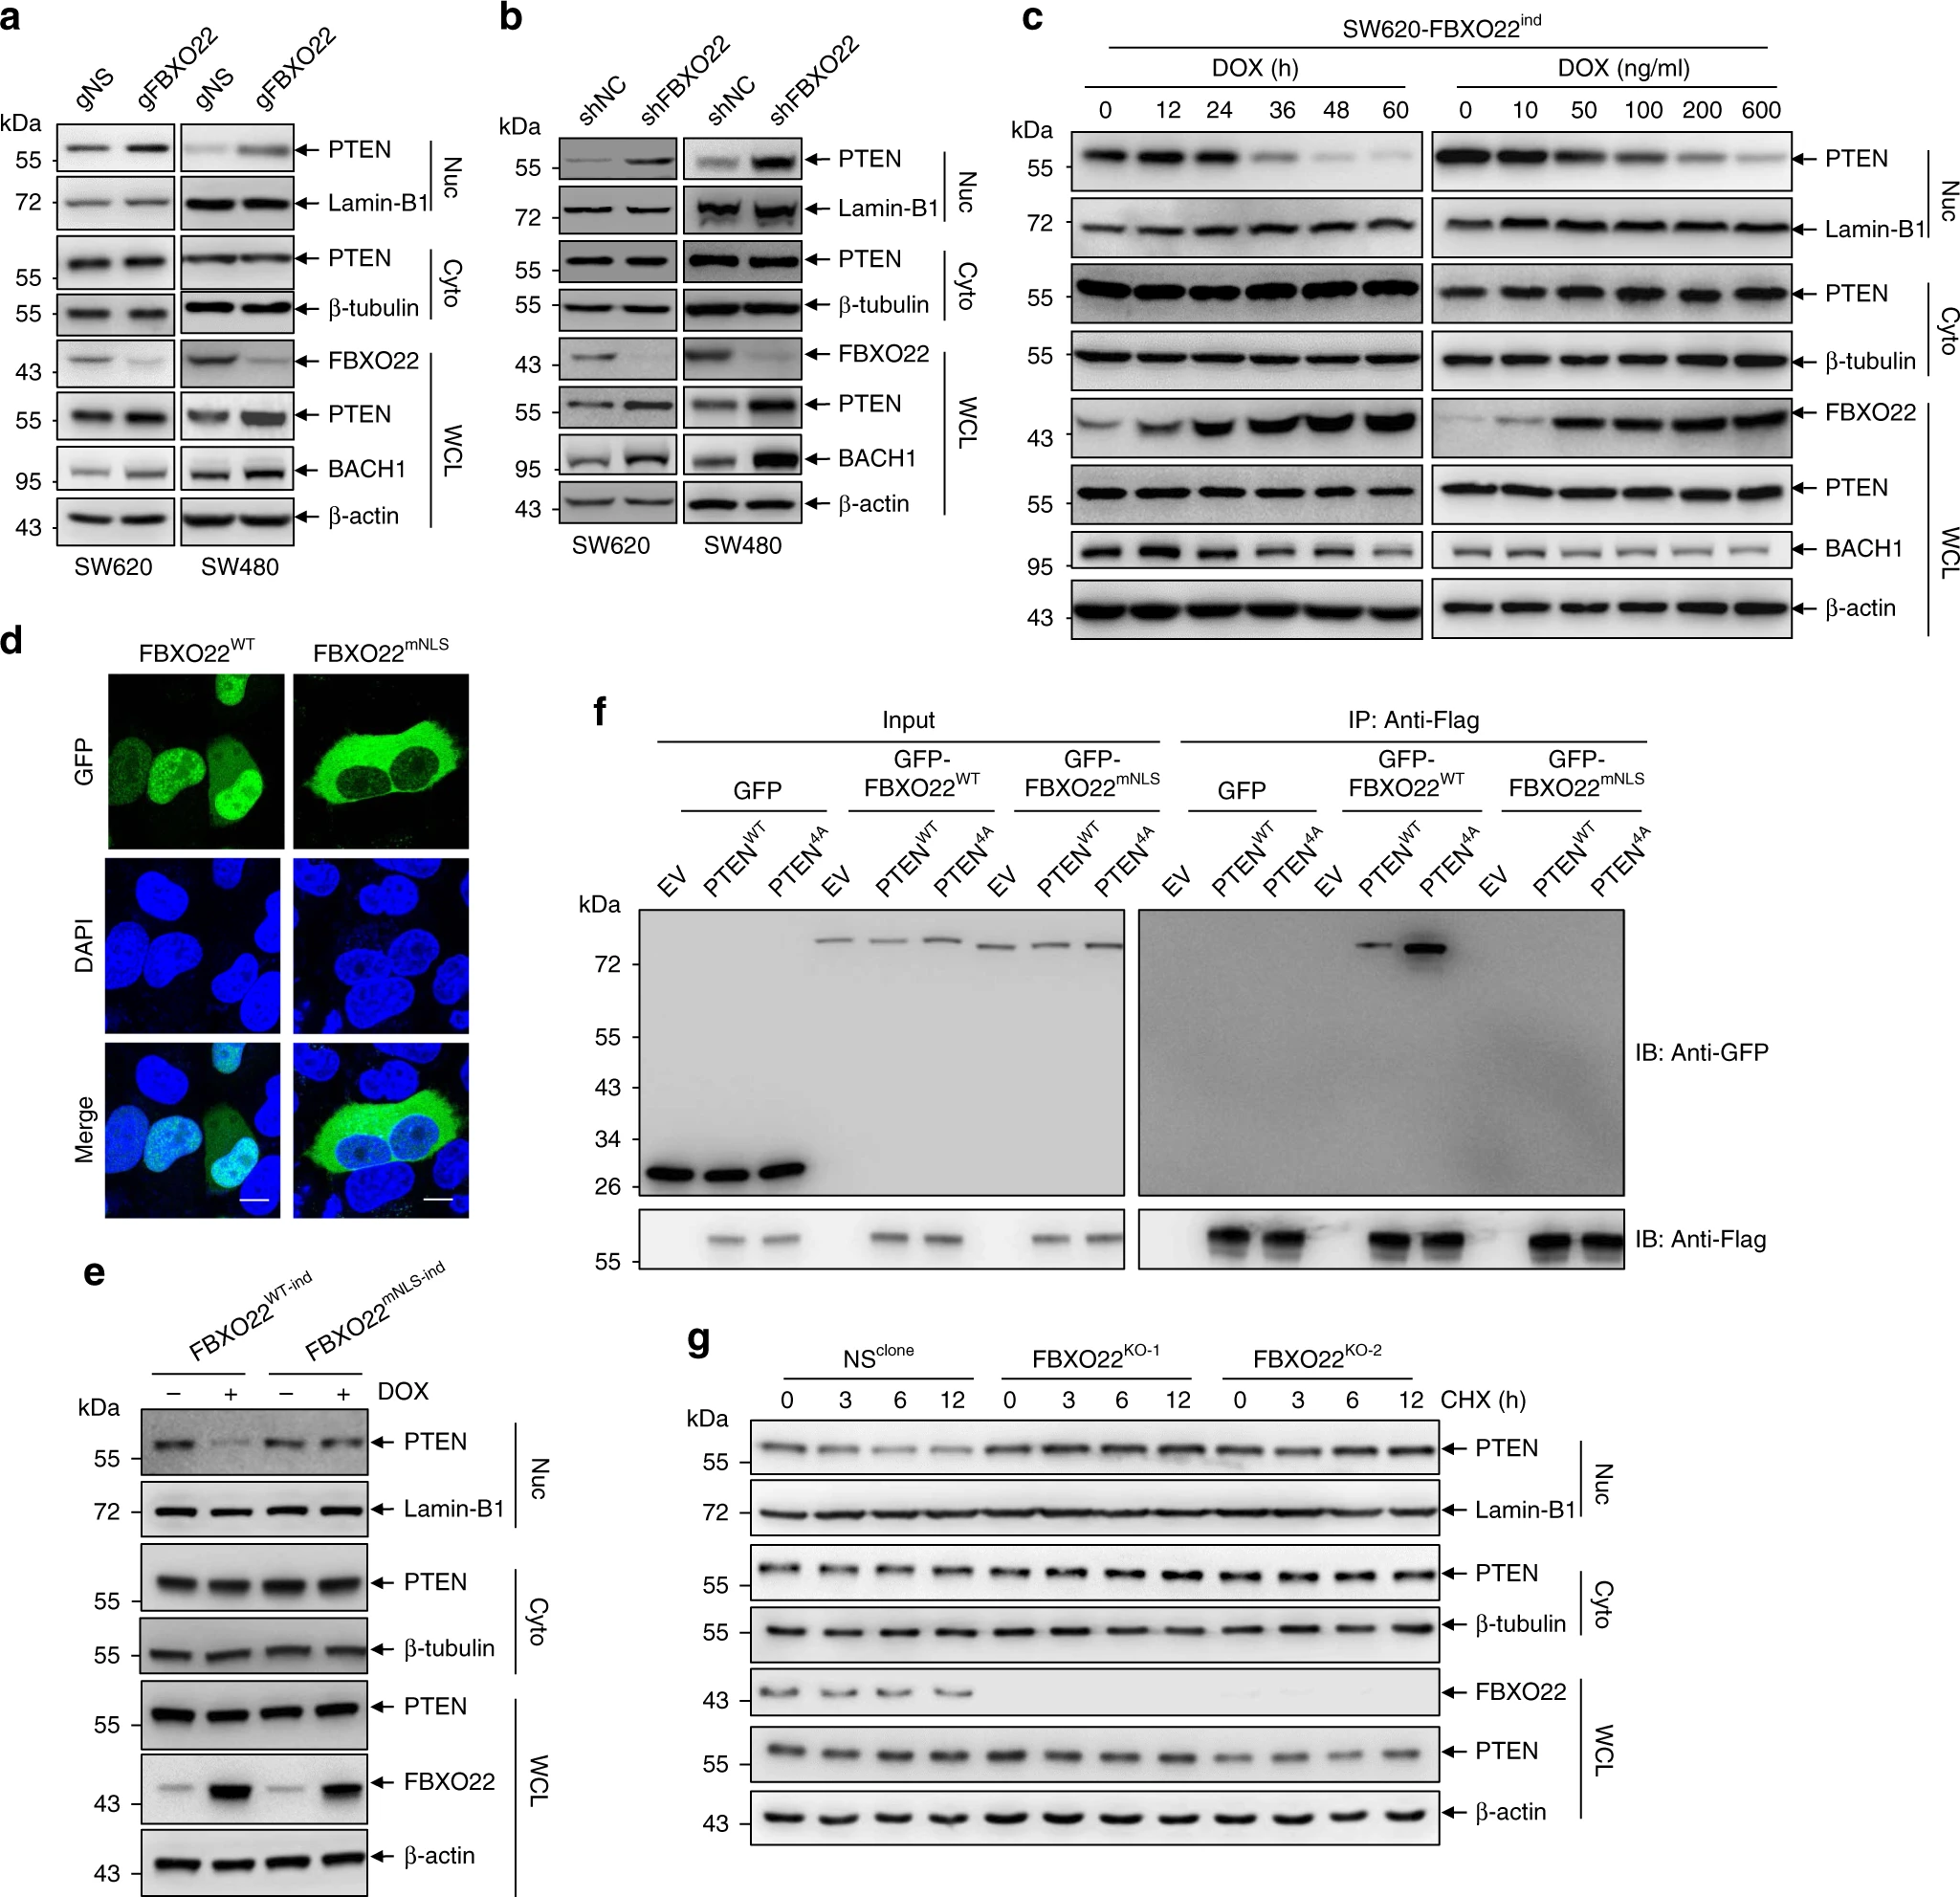 a
gNS gFBXO22 gNS gFBXO22
kDa
55 PTEN
72 Lamin-B1
Nuc
55 PTEN
55 β-tubulin
Cyto
43 FBXO22
55 PTEN
95 BACH1
43 β-actin
WCL
SW620 SW480
b
shNC shFBXO22 shNC shFBXO22
kDa
55 PTEN
72 Lamin-B1
Nuc
55 PTEN
55 β-tubulin
Cyto
43 FBXO22
55 PTEN
95 BACH1
43 β-actin
WCL
SW620 SW480
c
SW620-FBXO22ind
DOX (h) DOX (ng/ml)
0 12 24 36 48 60 0 10 50 100 200 600
kDa
55 PTEN
72 Lamin-B1
Nuc
55 PTEN
55 β-tubulin
Cyto
43 FBXO22
55 PTEN
95 BACH1
43 β-actin
WCL
d
FBXO22WT FBXO22mNLS
GFP
DAPI
Merge
e
FBXO22WT-ind FBXO22mNLS-ind
– + – + DOX
kDa
55 PTEN
72 Lamin-B1
Nuc
55 PTEN
55 β-tubulin
Cyto
55 PTEN
43 FBXO22
43 β-actin
WCL
f
Input IP: Anti-Flag
GFP GFP-FBXO22WT GFP-FBXO22mNLS GFP GFP-FBXO22WT GFP-FBXO22mNLS
EV PTENWT PTEN4A EV PTENWT PTEN4A EV PTENWT PTEN4A EV PTENWT PTEN4A EV PTENWT PTEN4A EV PTENWT PTEN4A
kDa
72
55
43
34
26
IB: Anti-GFP
55 IB: Anti-Flag
g
NSclone FBXO22KO-1 FBXO22KO-2
0 3 6 12 0 3 6 12 0 3 6 12 CHX (h)
kDa
55 PTEN
72 Lamin-B1
Nuc
55 PTEN
55 β-tubulin
Cyto
43 FBXO22
55 PTEN
43 β-actin
WCL